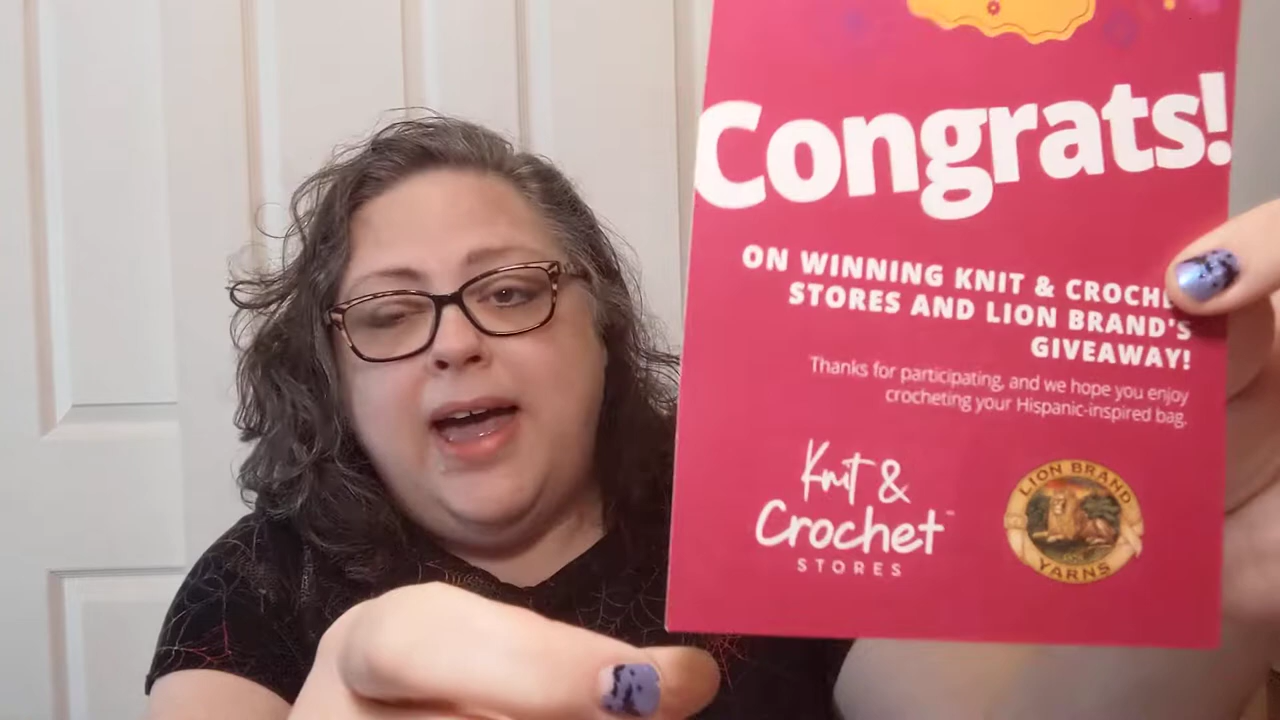 Congrats!
ON WINNING KNIT & CROCHE
STORES AND LION BRAND'S
GIVEAWAY!
Thanks for participating, and we hope you enjoy
crocheting your Hispanic-inspired bag.
Knit &
Crochet™
STORES
LION BRAND
YARNS